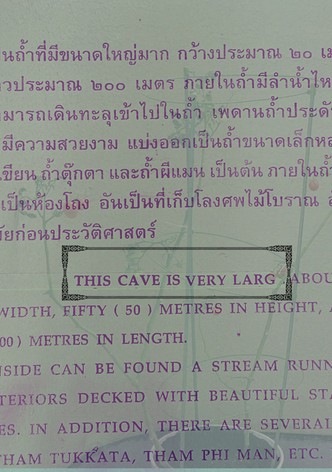 นถ้ำที่มีขนาดใหญ่มาก กว้างประมาณ ๒๐ เม
วประมาณ ๒๐๐ เมตร ภายในถ้ำมีลำน้ำไห
มารถเดินทะลุเข้าไปในถ้ำ เพดานถ้ำประดั
มีความสวยงาม แบ่งออกเป็นถ้ำขนาดเล็กหล
เขียน ถ้ำตุ๊กตา และถ้ำผีแมน เป็นต้น ภายในถ้ำ
เป็นห้องโถง อันเป็นที่เก็บโลงศพไม้โบราณ
ัยก่อนประวัติศาสตร์
THIS CAVE IS VERY LARG ABOU
WIDTH, FIFTY ( 50 ) METRES IN HEIGHT,
00) METRES IN LENGTH.
NSIDE CAN BE FOUND A STREAM RUNN
TERIORS DECKED WITH BEAUTIFUL STA
ES. IN ADDITION, THERE ARE SEVERAL
THAM TUKKATA, THAM PHI MAN, ETC.